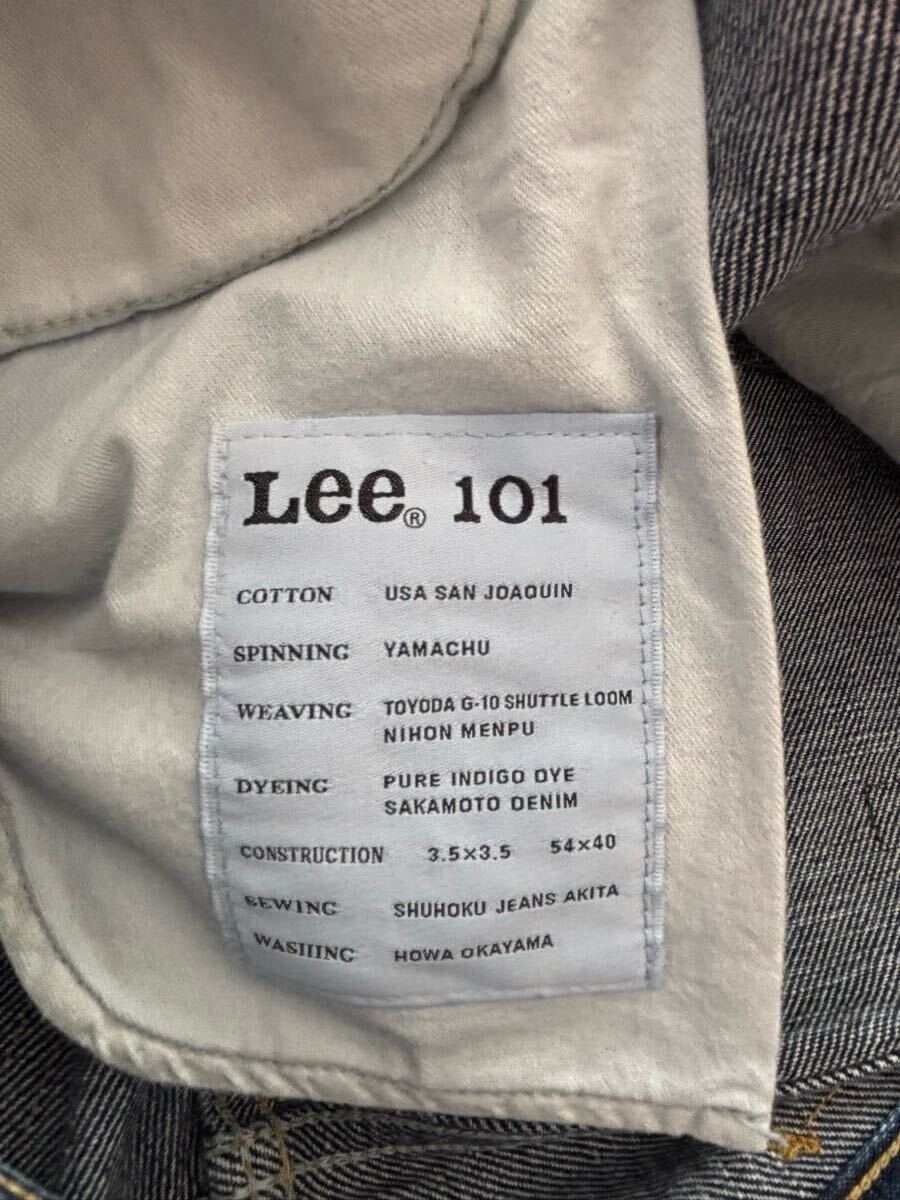 Lee® 101
COTTON USA SAN JOAQUIN
SPINNING YAMACHU
WEAVING TOYODA G-10 SHUTTLE LOOM
NIHON MENPU
DYEING PURE INDIGO DYE
SAKAMOTO DENIM
CONSTRUCTION 3.5×3.5 54×40
SEWING SHUHOKU JEANS AKITA
WASHING HOWA OKAYAMA